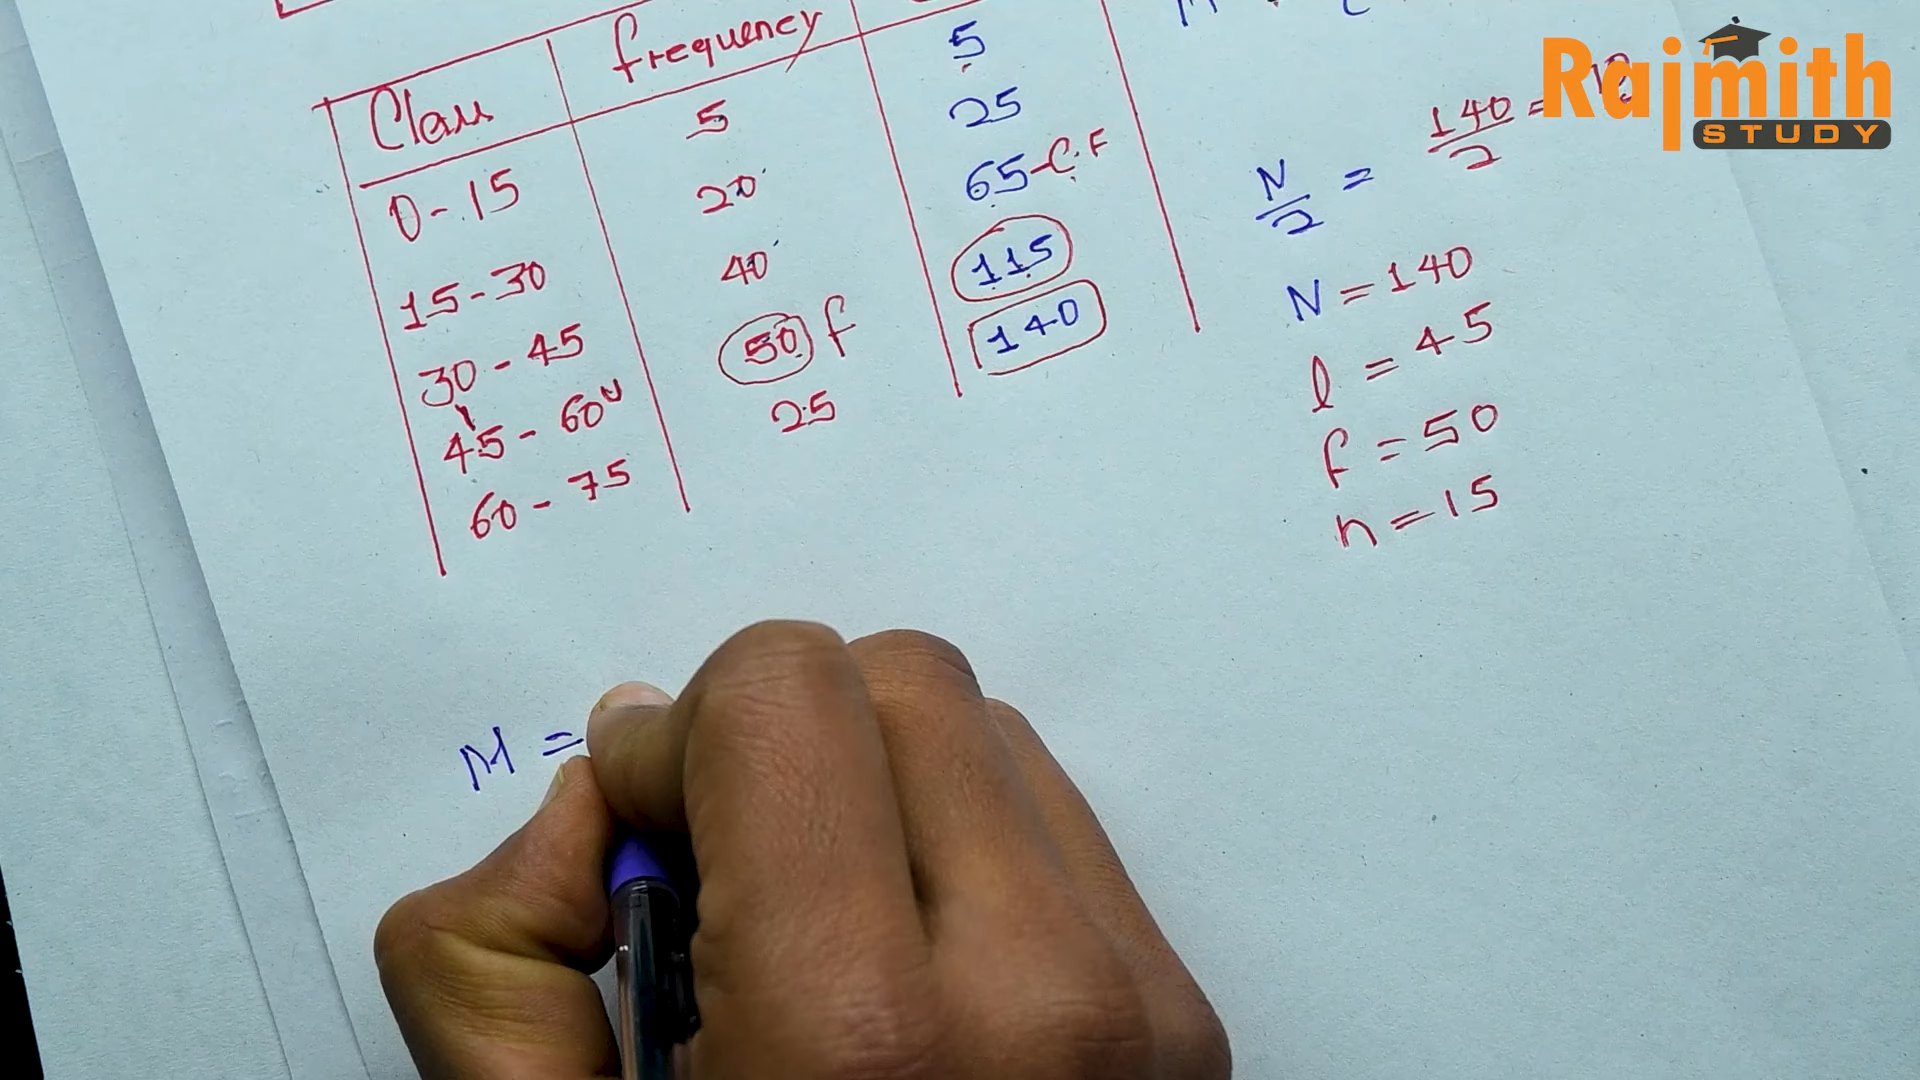 Class frequency
0-15 5 5
15-30 20 25
30-45 40 65-C.F
45-60 50 f 115
60-75 25 140
N/2 = 140/2 =
N = 140
l = 45
f = 50
h = 15
M =
Rajmith
STUDY